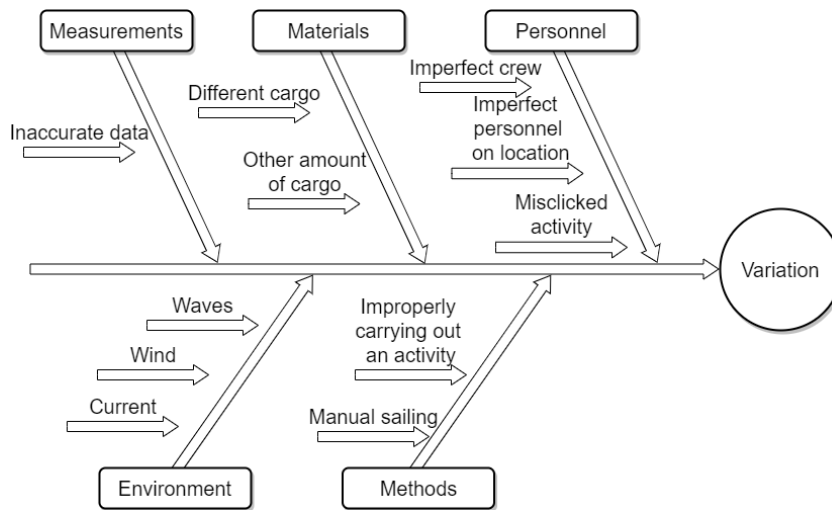 Measurements
Materials
Personnel
Imperfect crew
Different cargo
Imperfect
personnel
on location
Inaccurate data
Other amount
of cargo
Misclicked
activity
Variation
Waves
Improperly
carrying out
an activity
Wind
Current
Manual sailing
Environment
Methods